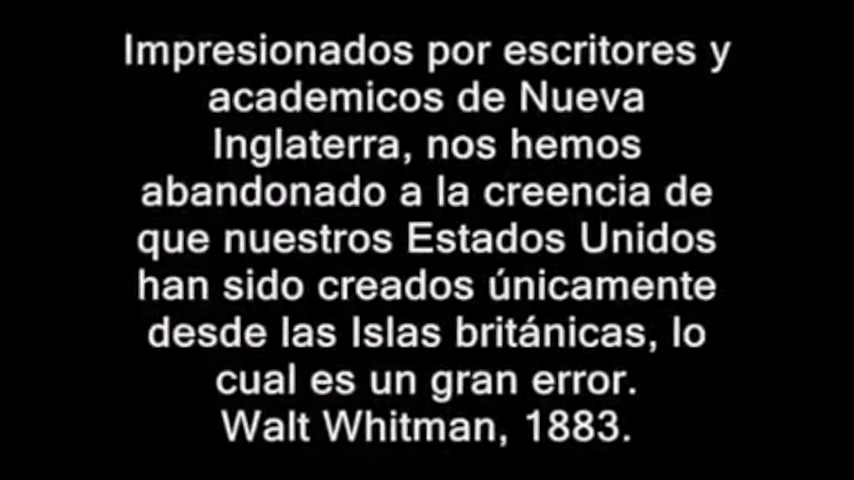 Impresionados por escritores y
academicos de Nueva
Inglaterra, nos hemos
abandonado a la creencia de
que nuestros Estados Unidos
han sido creados únicamente
desde las Islas británicas, lo
cual es un gran error.
Walt Whitman, 1883.